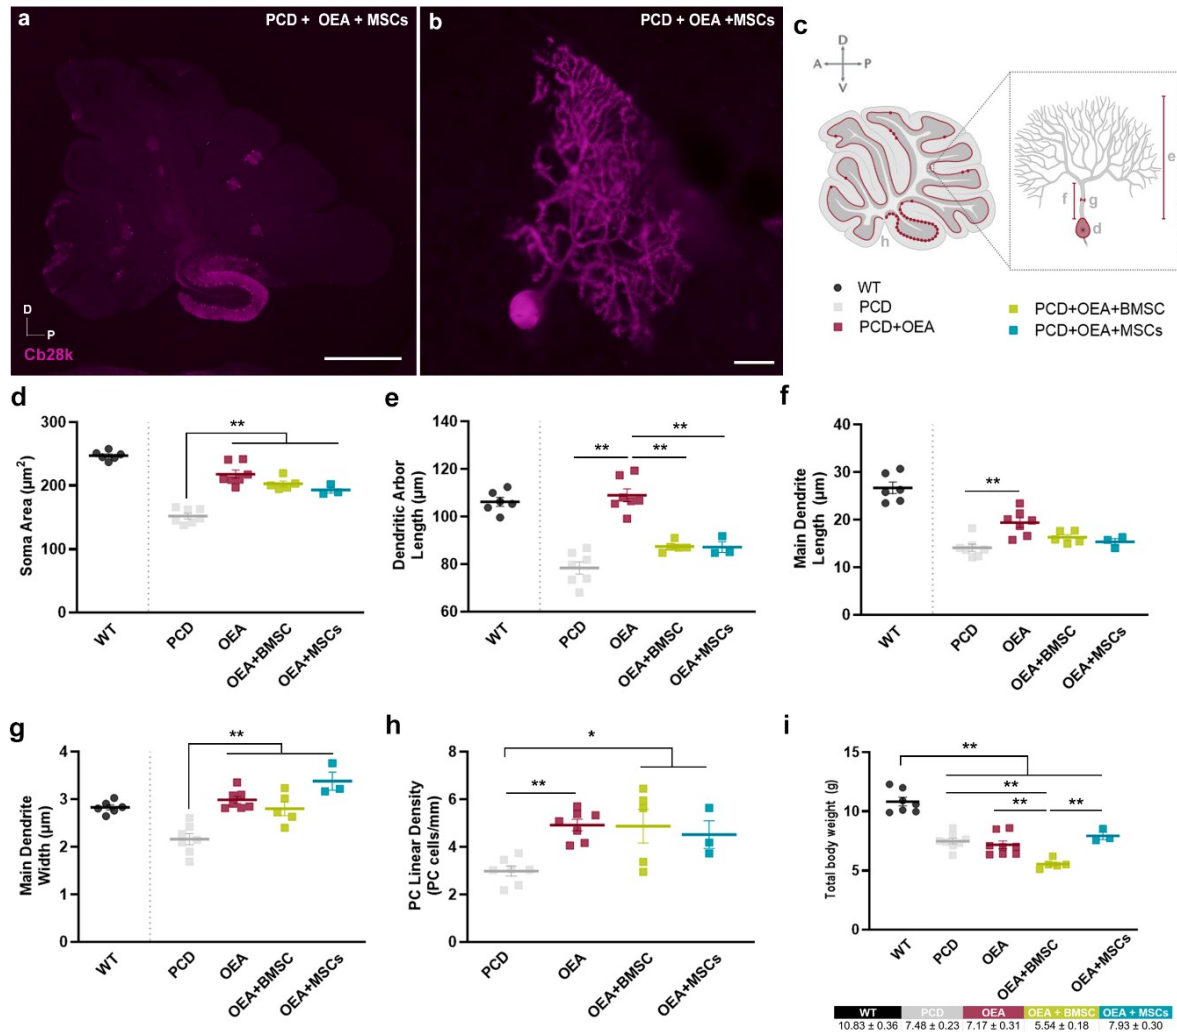 a
PCD + OEA + MSCs
b
PCD + OEA +MSCs
c
D
A
P
V
e
f
g
d
h
D
P
Cb28k
WT
PCD
PCD+OEA
PCD+OEA+BMSC
PCD+OEA+MSCs
d
Soma Area (µm²)
300
200
100
0
**
WT
PCD
OEA
OEA+BMSC
OEA+MSCs
e
Dendritic Arbor
Length (µm)
140
120
100
80
60
**
**
**
WT
PCD
OEA
OEA+BMSC
OEA+MSCs
f
Main Dendrite
Length (µm)
40
30
20
10
0
**
WT
PCD
OEA
OEA+BMSC
OEA+MSCs
g
Main Dendrite
Width (µm)
4
3
2
1
0
**
WT
PCD
OEA
OEA+BMSC
OEA+MSCs
h
PC Linear Density
(PC cells/mm)
8
6
4
2
0
*
**
PCD
OEA
OEA+BMSC
OEA+MSCs
i
Total body weight (g)
15
10
5
0
**
**
**
**
WT
PCD
OEA
OEA+BMSC
OEA+MSCs
WT PCD OEA OEA + BMSC OEA + MSCs
10.83 ± 0.36 7.48 ± 0.23 7.17 ± 0.31 5.54 ± 0.18 7.93 ± 0.30